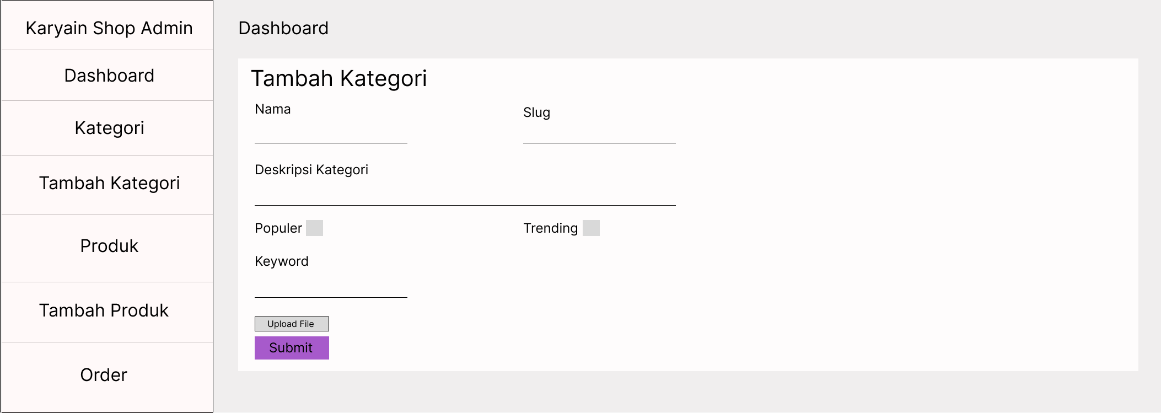 Karyain Shop Admin
Dashboard
Kategori
Tambah Kategori
Produk
Tambah Produk
Order
Dashboard
Tambah Kategori
Nama
Slug
Deskripsi Kategori
Populer
Trending
Keyword
Upload File
Submit